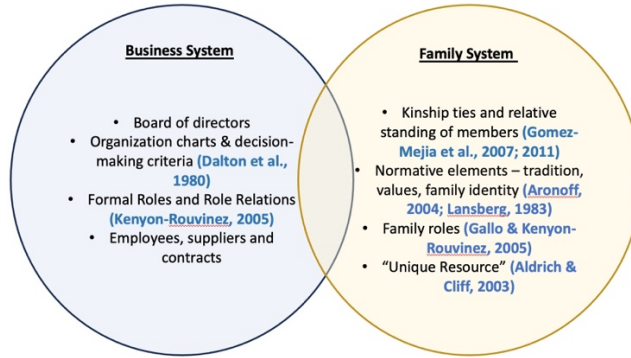 Business System
• Board of directors
• Organization charts & decision-
making criteria (Dalton et al.,
1980)
• Formal Roles and Role Relations
(Kenyon-Rouvinez, 2005)
• Employees, suppliers and
contracts
Family System
• Kinship ties and relative
standing of members (Gomez-
Mejia et al., 2007; 2011)
• Normative elements – tradition,
values, family identity (Aronoff,
2004; Lansberg, 1983)
• Family roles (Gallo & Kenyon-
Rouvinez, 2005)
• “Unique Resource” (Aldrich &
Cliff, 2003)